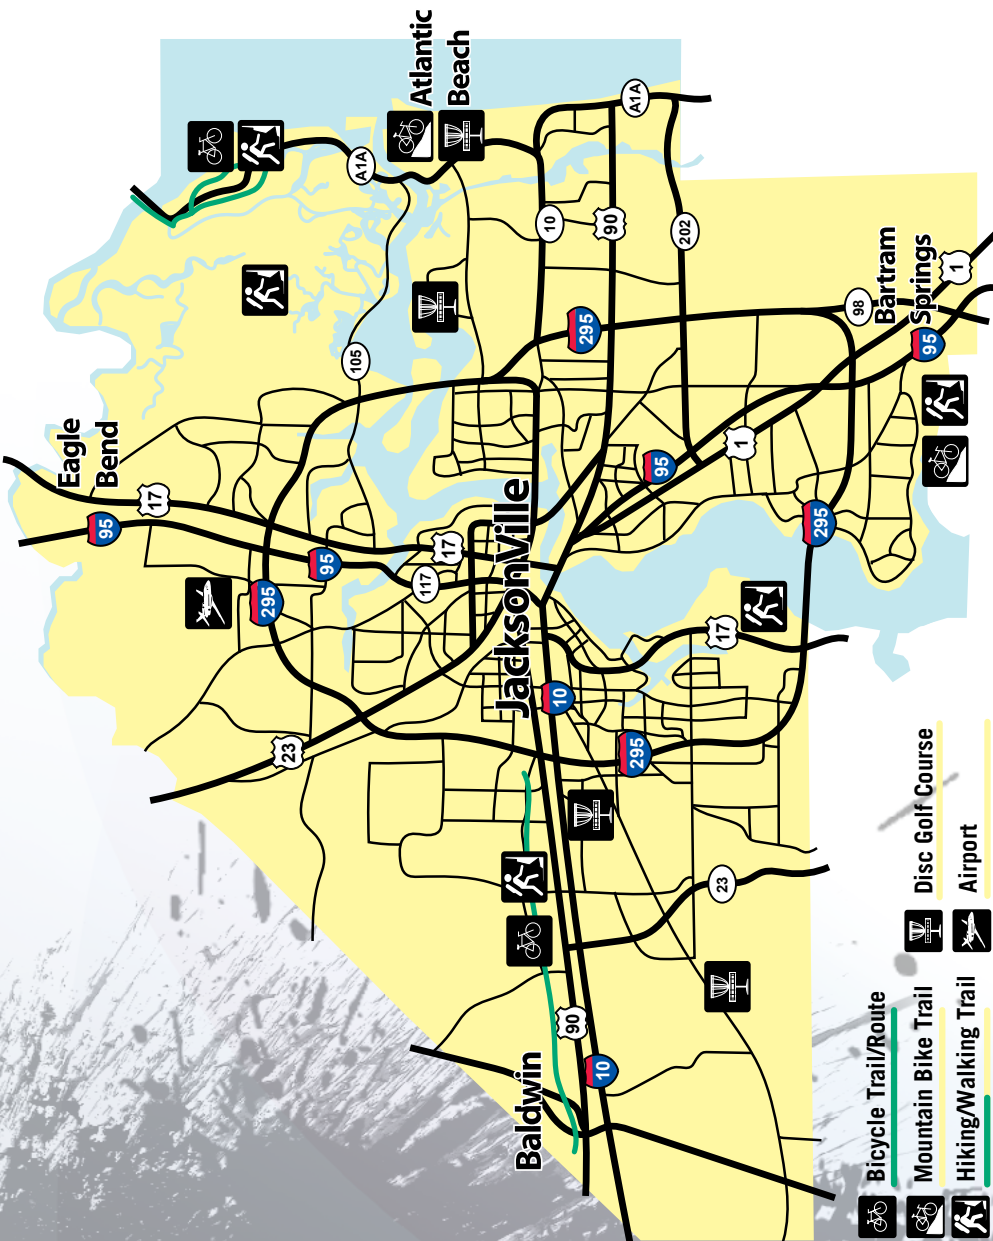 Atlantic
Beach
A1A
A1A
10
90
202
1
Bartram
Springs
98
95
295
105
Eagle
Bend
17
95
95
17
117
295
Jacksonville
95
1
295
17
10
295
23
23
90
10
Baldwin
Bicycle Trail/Route
Mountain Bike Trail
Hiking/Walking Trail
Disc Golf Course
Airport